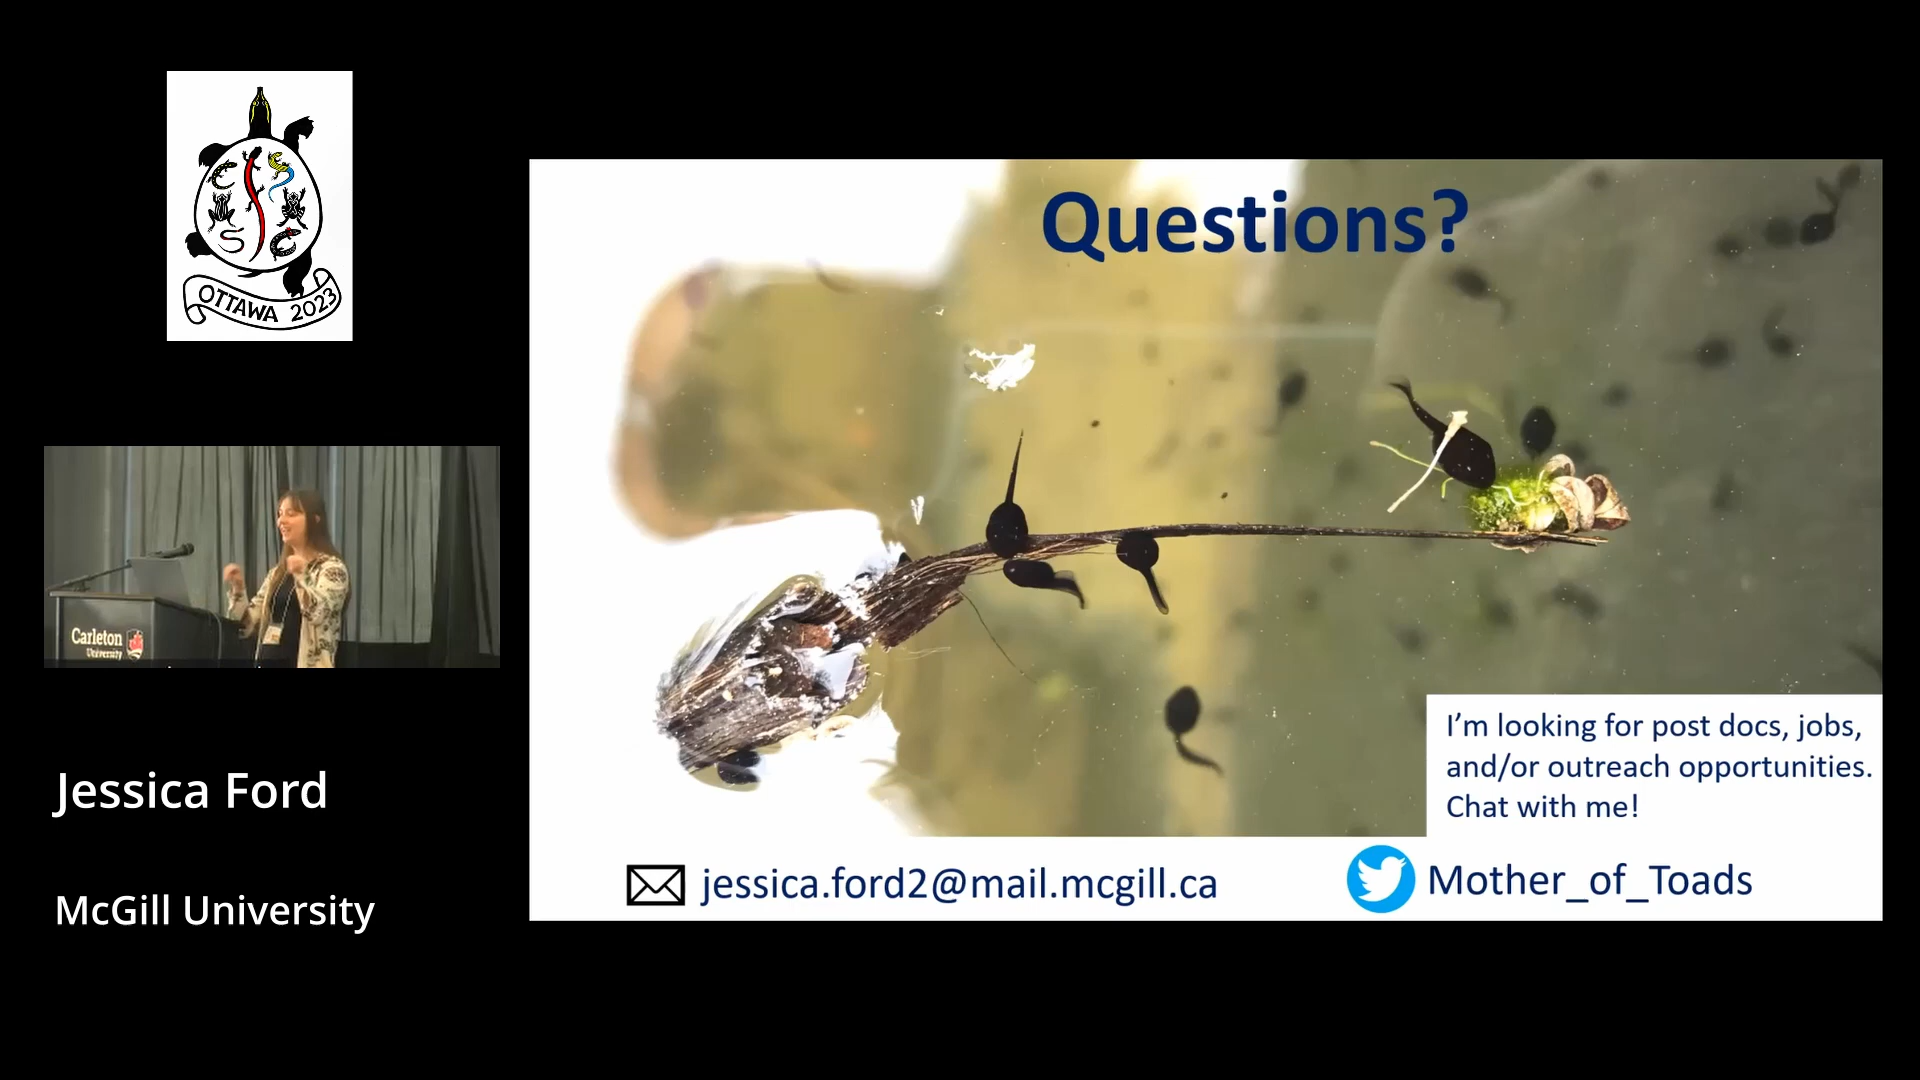 OTTAWA 2023
Carleton
University
Jessica Ford
McGill University
Questions?
I'm looking for post docs, jobs,
and/or outreach opportunities.
Chat with me!
jessica.ford2@mail.mcgill.ca
Mother_of_Toads